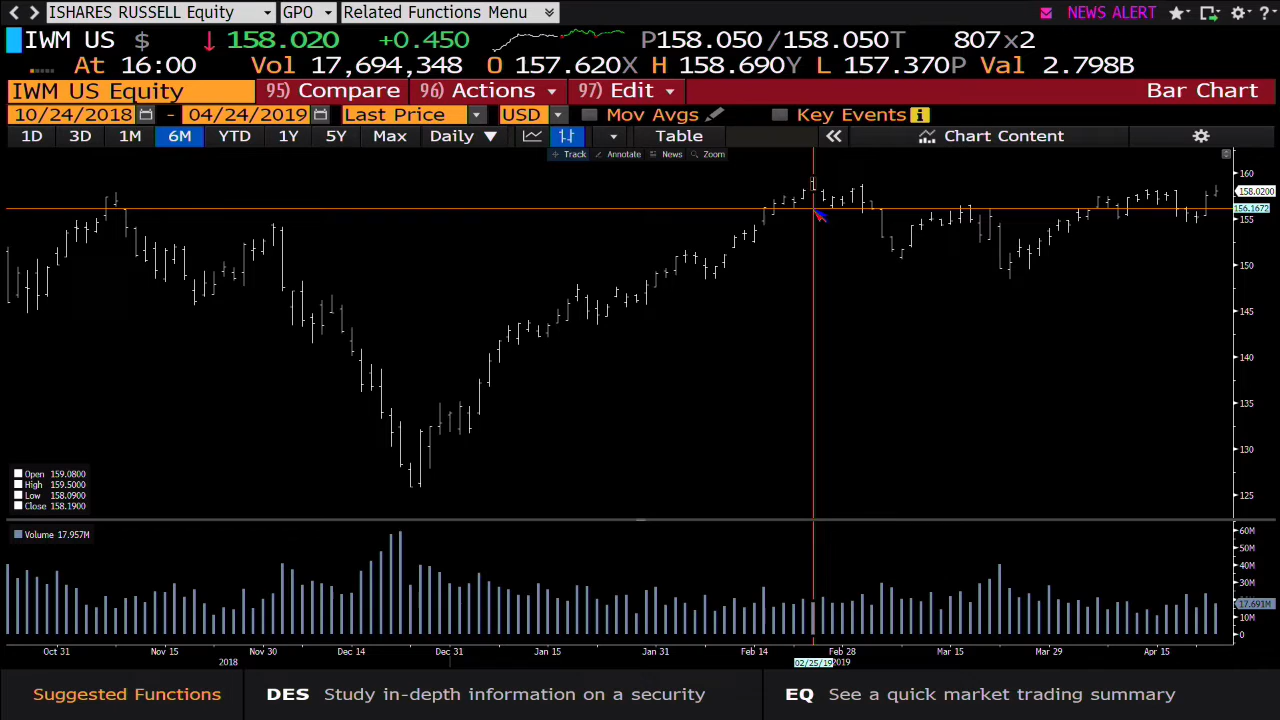 ISHARES RUSSELL Equity GPO Related Functions Menu NEWS ALERT ?
IWM US $ ↓ 158.020 +0.450 P158.050/158.050T 807x2
At 16:00 Vol 17,694,348 O 157.620X H 158.690Y L 157.370P Val 2.798B
IWM US Equity 95) Compare 96) Actions 97) Edit Bar Chart
10/24/2018 - 04/24/2019 Last Price USD Mov Avgs Key Events i
1D 3D 1M 6M YTD 1Y 5Y Max Daily ▼ Table « Chart Content
Track Annotate News Zoom
160
158.0200
156.1672
155
150
145
140
135
130
125
Open 159.0800
High 159.5000
Low 158.0900
Close 158.1900
Volume 17.957M
60M
50M
40M
30M
17.691M
10M
0
Oct 31 Nov 15 Nov 30 Dec 14 Dec 31 Jan 15 Jan 31 Feb 14 Feb 28 Mar 15 Mar 29 Apr 15
2018 02/25/19 2019
Suggested Functions DES Study in-depth information on a security EQ See a quick market trading summary